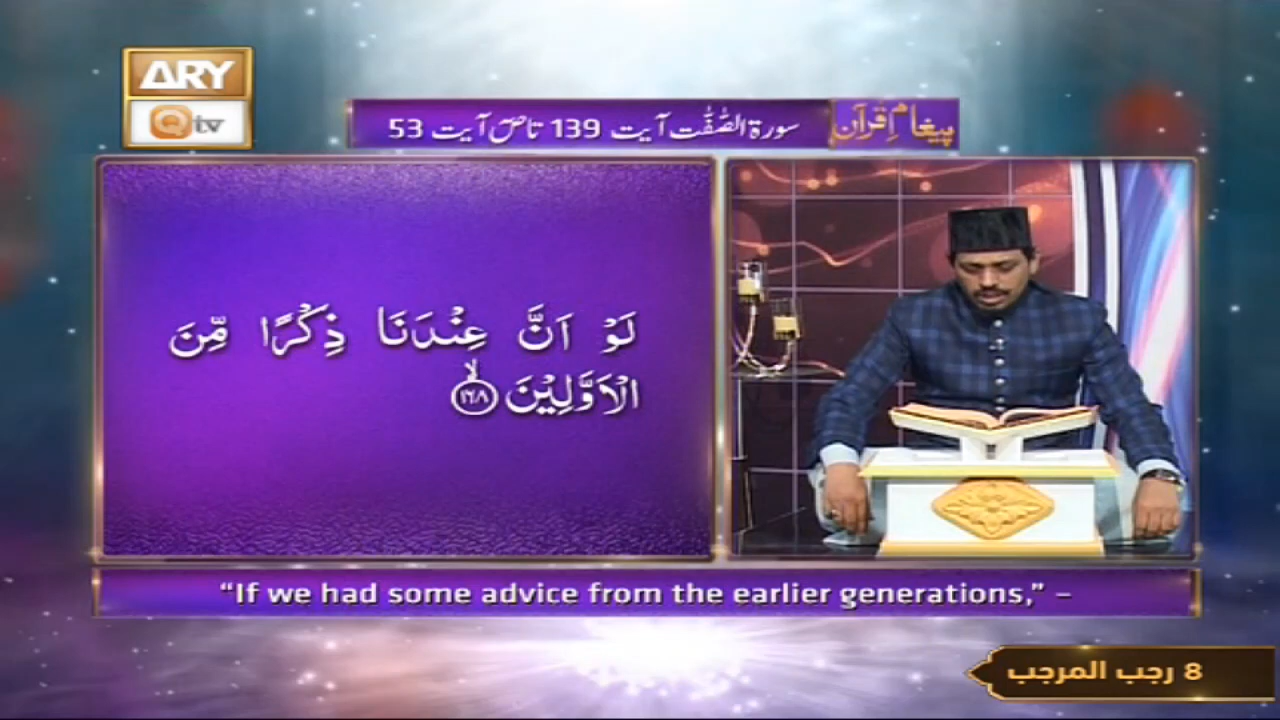 ARY
Qtv
پیغامِ قرآن
سورۃ الصّٰفّٰت آیت 139 تا صٓ آیت 53
لَوْ اَنَّ عِنْدَنَا ذِكْرًا مِّنَ
الْاَوَّلِیْنَۙ۝۱۶۸
“If we had some advice from the earlier generations,” –
8 رجب المرجب